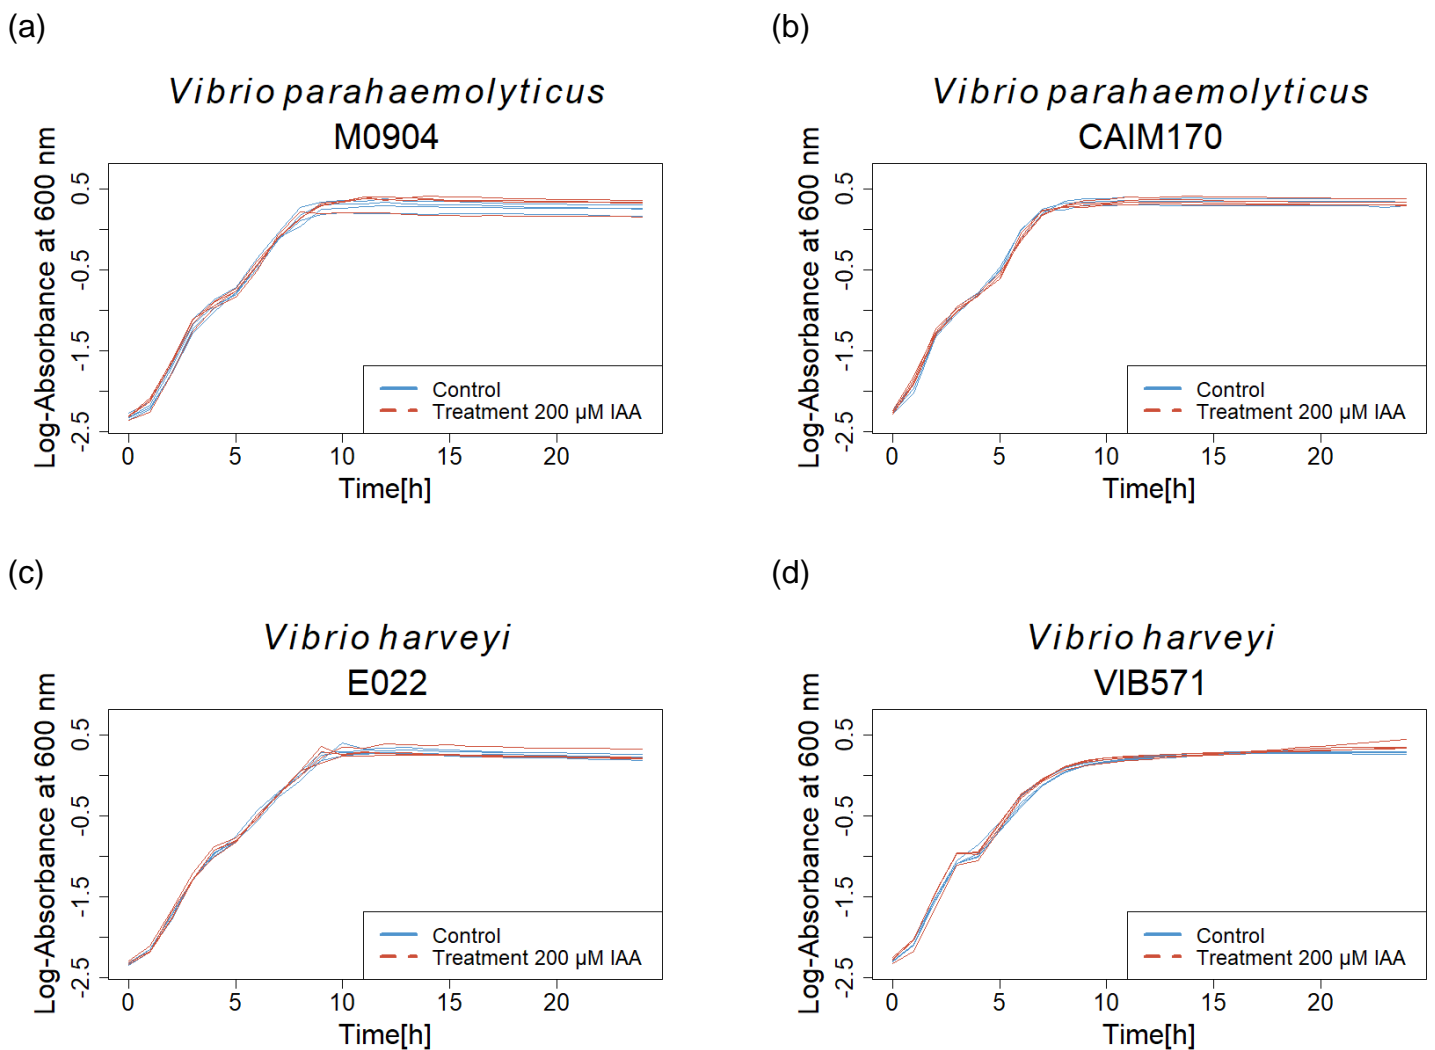 (a)
Vibrio parahaemolyticus
M0904
Log-Absorbance at 600 nm
0.5
-0.5
-1.5
-2.5
Control
Treatment 200 µM IAA
0 5 10 15 20
Time[h]
(b)
Vibrio parahaemolyticus
CAIM170
Log-Absorbance at 600 nm
0.5
-0.5
-1.5
-2.5
Control
Treatment 200 µM IAA
0 5 10 15 20
Time[h]
(c)
Vibrio harveyi
E022
Log-Absorbance at 600 nm
0.5
-0.5
-1.5
-2.5
Control
Treatment 200 µM IAA
0 5 10 15 20
Time[h]
(d)
Vibrio harveyi
VIB571
Log-Absorbance at 600 nm
0.5
-0.5
-1.5
-2.5
Control
Treatment 200 µM IAA
0 5 10 15 20
Time[h]